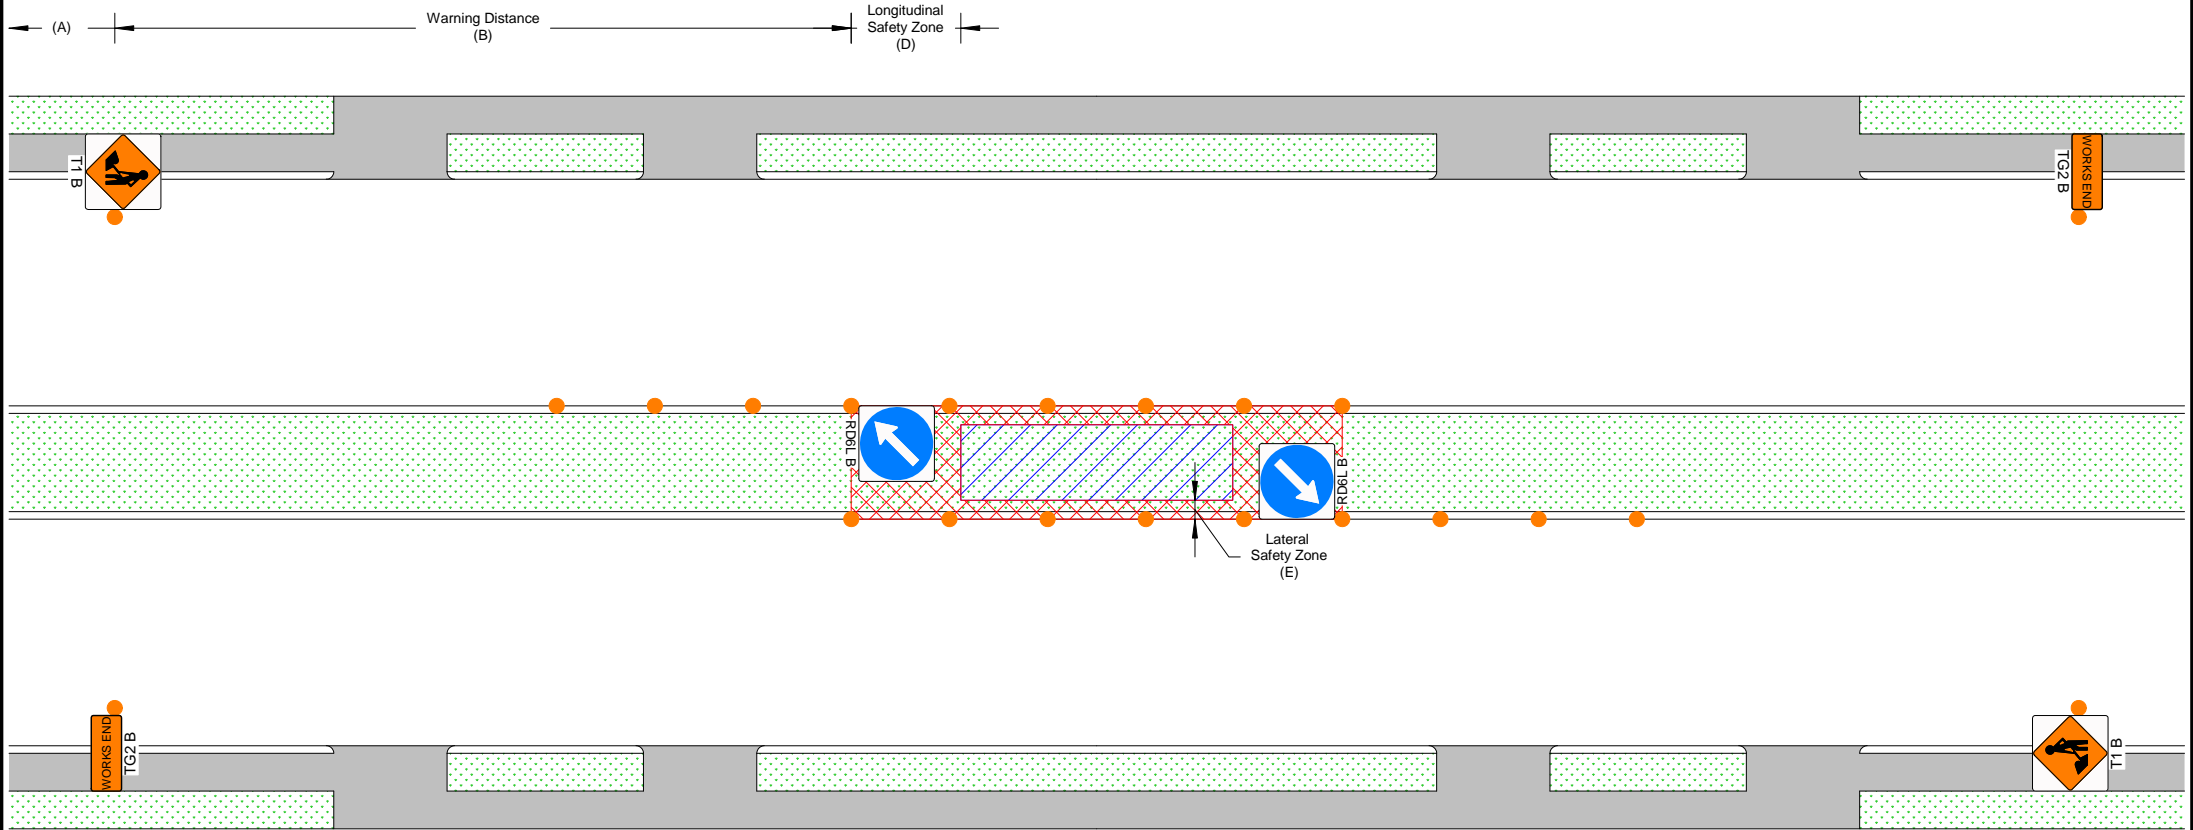 (A)
Warning Distance
(B)
Longitudinal
Safety Zone
(D)
T1 B
WORKS END
TG2 B
RD6L B
RD6L B
Lateral
Safety Zone
(E)
WORKS END
TG2 B
T1 B